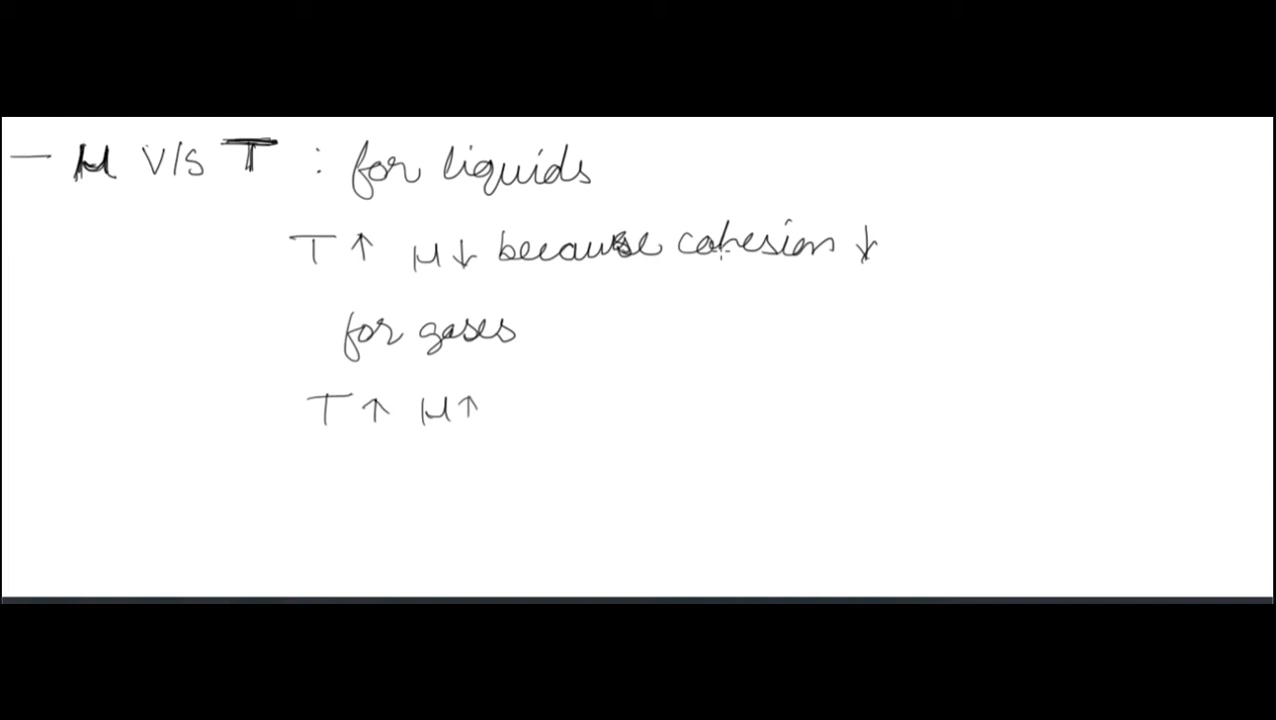 — μ V/S T : for liquids
T ↑ μ ↓ because cohesion ↓
for gases
T ↑ μ ↑